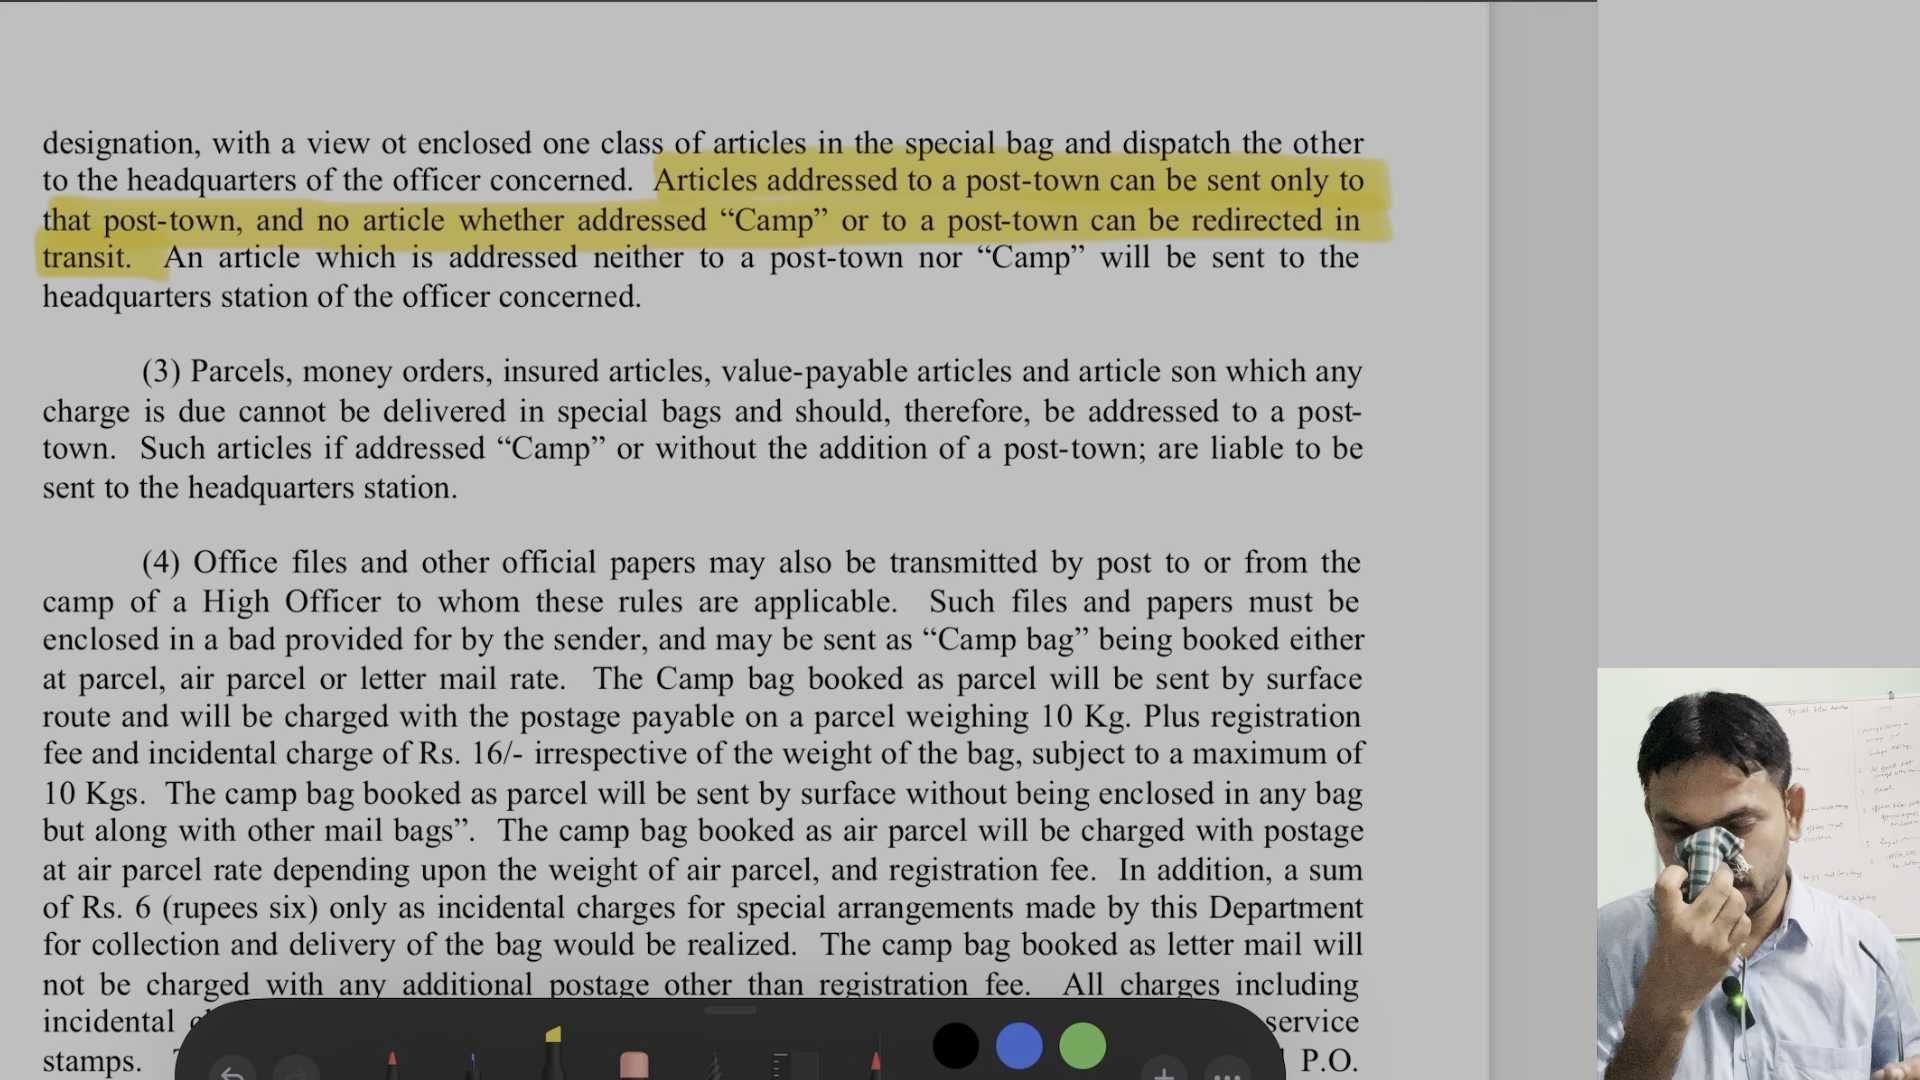 designation, with a view ot enclosed one class of articles in the special bag and dispatch the other
to the headquarters of the officer concerned. Articles addressed to a post-town can be sent only to
that post-town, and no article whether addressed “Camp” or to a post-town can be redirected in
transit. An article which is addressed neither to a post-town nor “Camp” will be sent to the
headquarters station of the officer concerned.
(3) Parcels, money orders, insured articles, value-payable articles and article son which any
charge is due cannot be delivered in special bags and should, therefore, be addressed to a post-
town. Such articles if addressed “Camp” or without the addition of a post-town; are liable to be
sent to the headquarters station.
(4) Office files and other official papers may also be transmitted by post to or from the
camp of a High Officer to whom these rules are applicable. Such files and papers must be
enclosed in a bad provided for by the sender, and may be sent as “Camp bag” being booked either
at parcel, air parcel or letter mail rate. The Camp bag booked as parcel will be sent by surface
route and will be charged with the postage payable on a parcel weighing 10 Kg. Plus registration
fee and incidental charge of Rs. 16/- irrespective of the weight of the bag, subject to a maximum of
10 Kgs. The camp bag booked as parcel will be sent by surface without being enclosed in any bag
but along with other mail bags”. The camp bag booked as air parcel will be charged with postage
at air parcel rate depending upon the weight of air parcel, and registration fee. In addition, a sum
of Rs. 6 (rupees six) only as incidental charges for special arrangements made by this Department
for collection and delivery of the bag would be realized. The camp bag booked as letter mail will
not be charged with any additional postage other than registration fee. All charges including
incidental service
stamps. P.O.